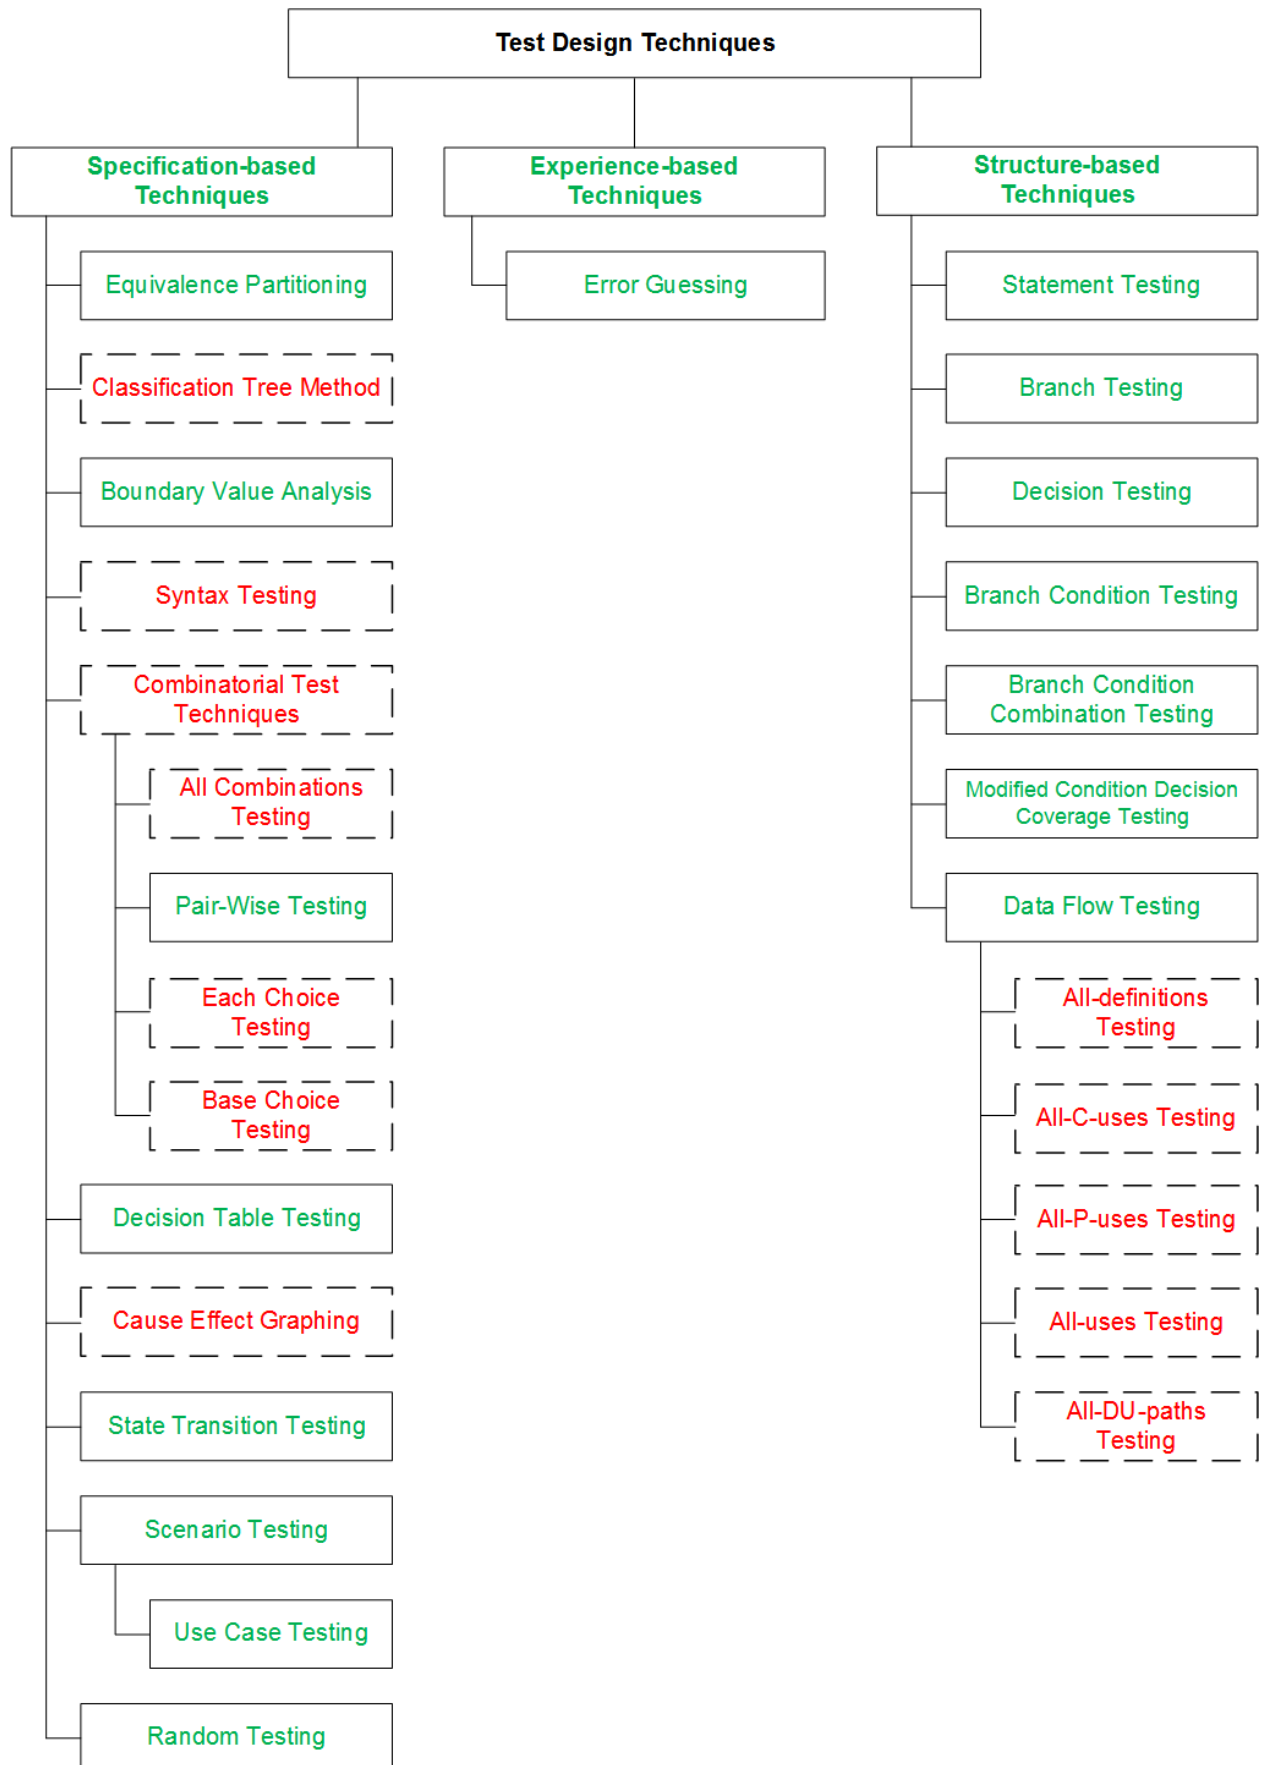 Test Design Techniques
Specification-based
Techniques
Equivalence Partitioning
Classification Tree Method
Boundary Value Analysis
Syntax Testing
Combinatorial Test
Techniques
All Combinations
Testing
Pair-Wise Testing
Each Choice
Testing
Base Choice
Testing
Decision Table Testing
Cause Effect Graphing
State Transition Testing
Scenario Testing
Use Case Testing
Random Testing
Experience-based
Techniques
Error Guessing
Structure-based
Techniques
Statement Testing
Branch Testing
Decision Testing
Branch Condition Testing
Branch Condition
Combination Testing
Modified Condition Decision
Coverage Testing
Data Flow Testing
All-definitions
Testing
All-C-uses Testing
All-P-uses Testing
All-uses Testing
All-DU-paths
Testing